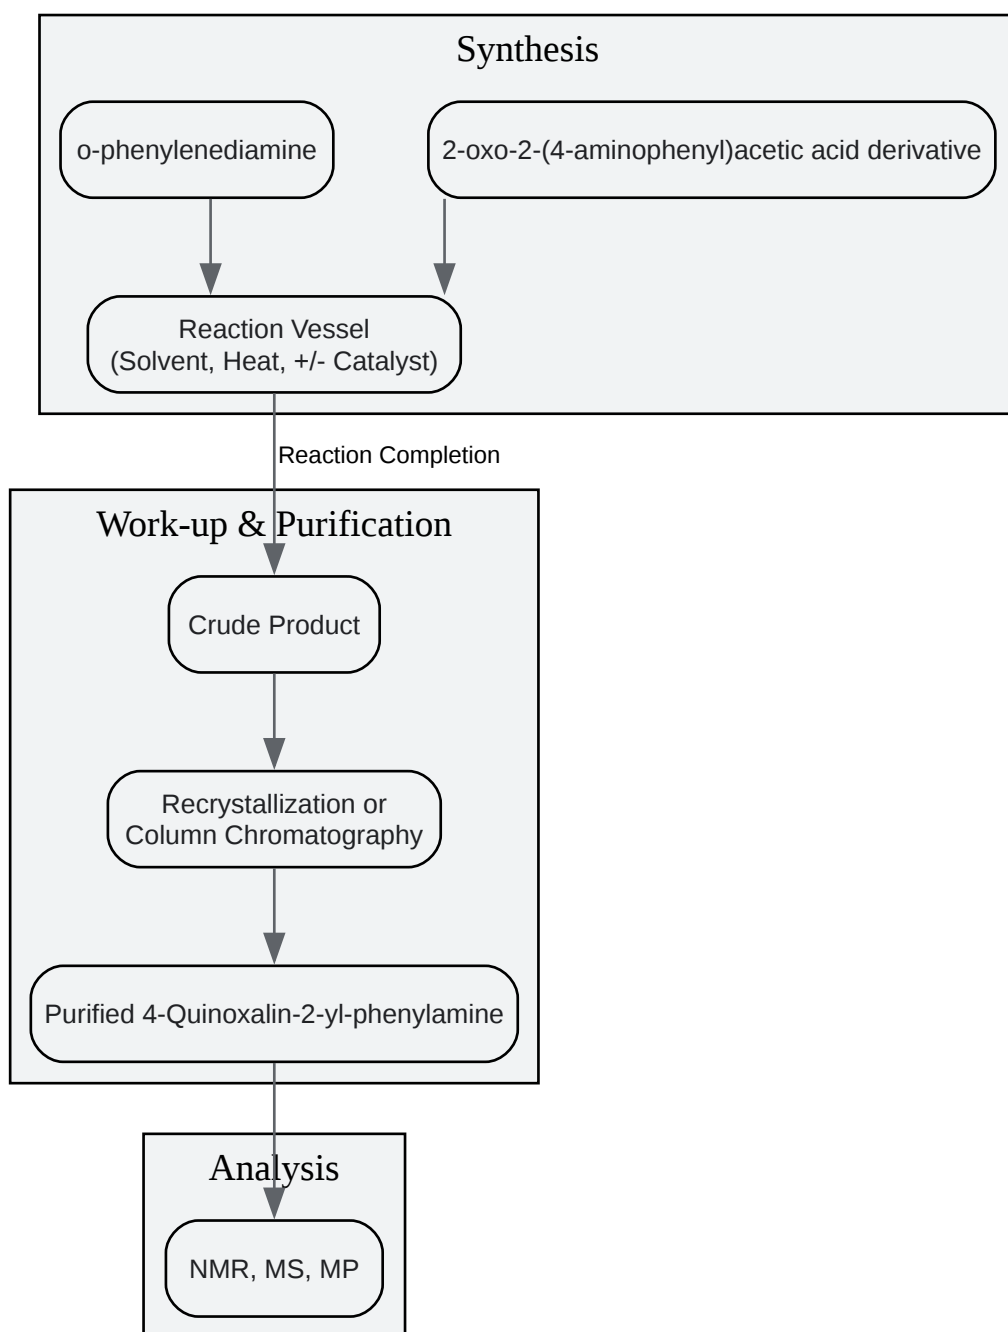 Synthesis
o-phenylenediamine
2-oxo-2-(4-aminophenyl)acetic acid derivative
Reaction Vessel
(Solvent, Heat, +/- Catalyst)
Reaction Completion
Work-up & Purification
Crude Product
Recrystallization or
Column Chromatography
Purified 4-Quinoxalin-2-yl-phenylamine
Analysis
NMR, MS, MP